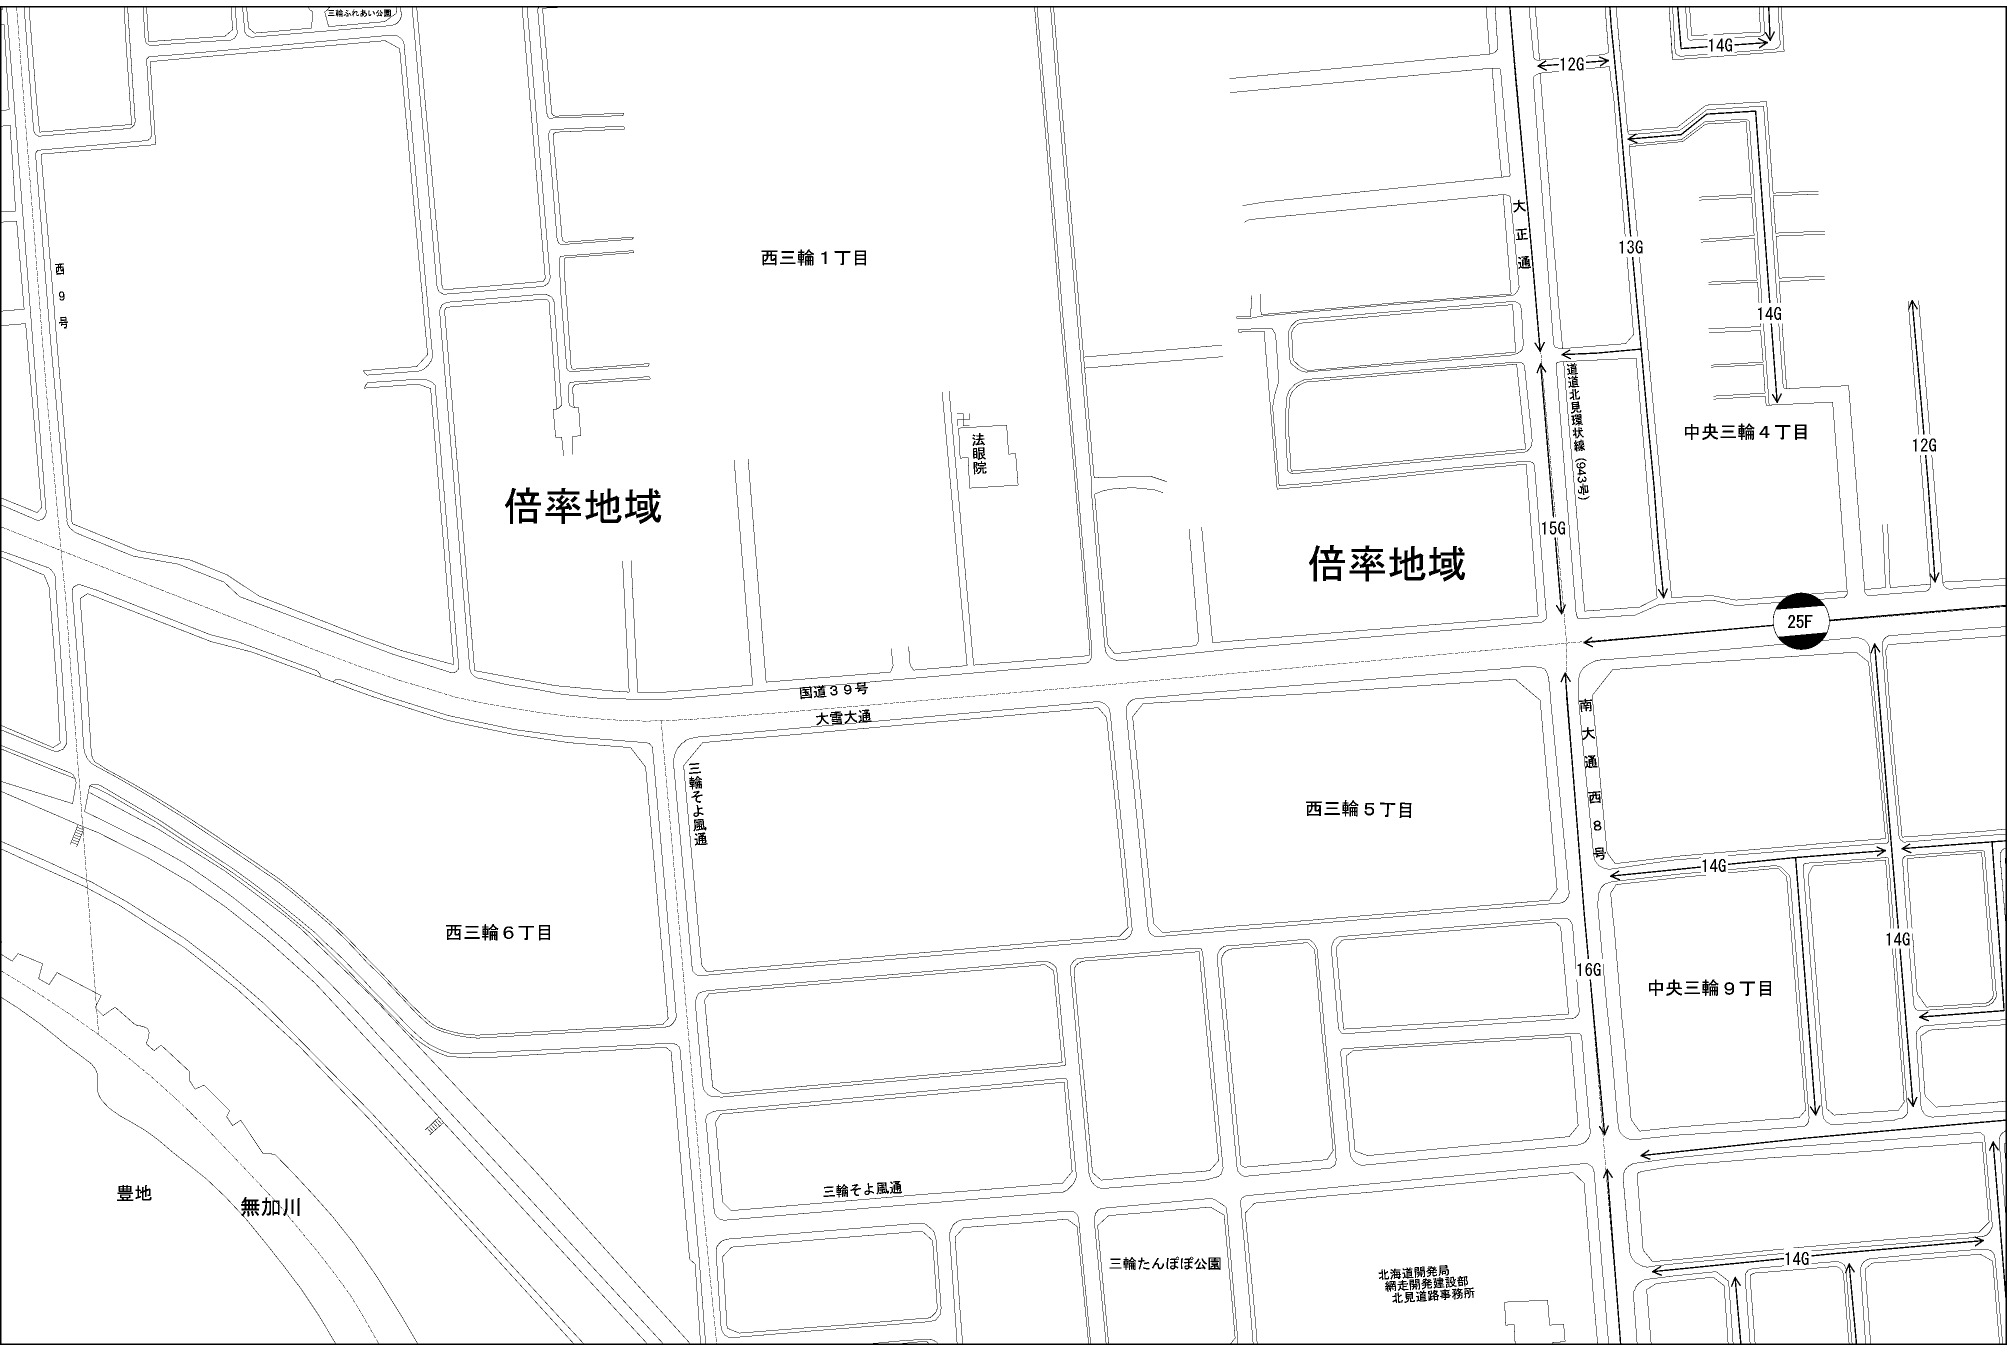 三輪ふれあい公園
14G
12G
大正通
13G
西三輪１丁目
西９号
14G
道道北見環状線(943号)
中央三輪４丁目
12G
法眼院
倍率地域
15G
倍率地域
25F
国道３９号
大雪大通
南大通
西８号
三輪そよ風通
西三輪５丁目
14G
西三輪６丁目
14G
16G
中央三輪９丁目
豊地
無加川
三輪そよ風通
三輪たんぽぽ公園
14G
北海道開発局
網走開発建設部
北見道路事務所